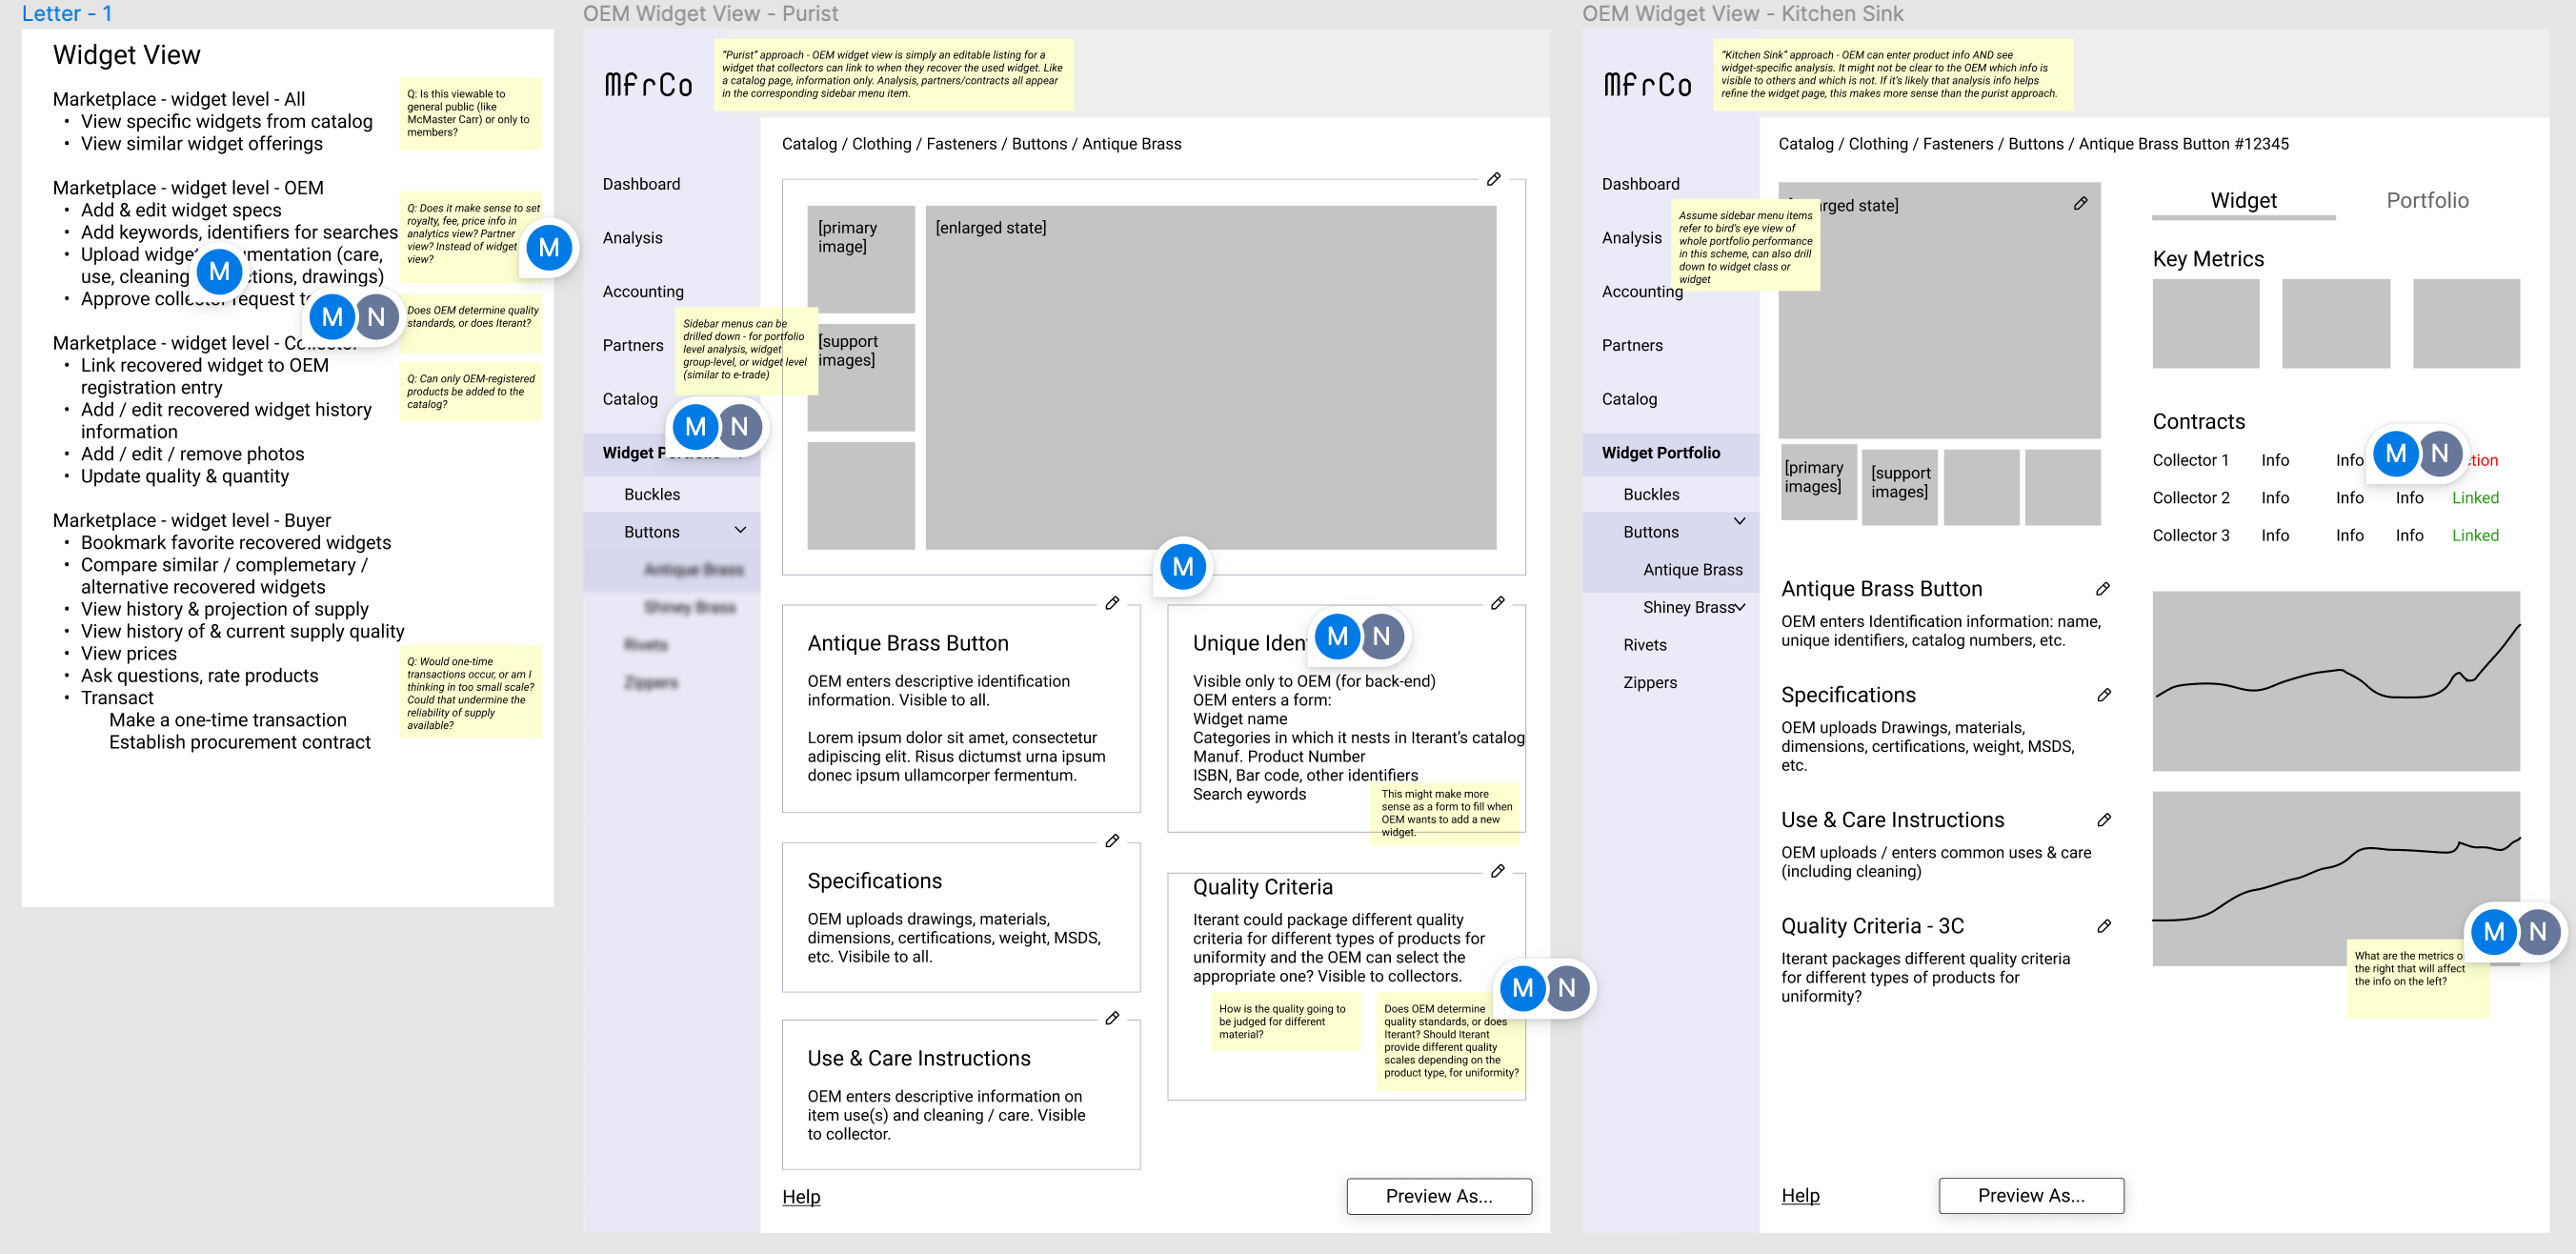 Letter - 1
Widget View
Marketplace - widget level - All
• View specific widgets from catalog
• View similar widget offerings
Q: Is this viewable to
general public (like
McMaster Carr) or only to
members?
Marketplace - widget level - OEM
• Add & edit widget specs
• Add keywords, identifiers for searches
• Upload widget umentation (care,
use, cleaning ctions, drawings)
• Approve collector request t
Q: Does it make sense to set
royalty, fee, price info in
analytics view? Partner
view? Instead of widget
view?
M
M
M N
Does OEM determine quality
standards, or does Iterant?
Marketplace - widget level - Collector
• Link recovered widget to OEM
registration entry
• Add / edit recovered widget history
information
• Add / edit / remove photos
• Update quality & quantity
Q: Can only OEM-registered
products be added to the
catalog?
Marketplace - widget level - Buyer
• Bookmark favorite recovered widgets
• Compare similar / complemetary /
alternative recovered widgets
• View history & projection of supply
• View history of & current supply quality
• View prices
• Ask questions, rate products
• Transact
Make a one-time transaction
Establish procurement contract
Q: Would one-time
transactions occur, or am I
thinking in too small scale?
Could that undermine the
reliability of supply
available?
OEM Widget View - Purist
MfrCo
"Purist" approach - OEM widget view is simply an editable listing for a
widget that collectors can link to when they recover the used widget. Like
a catalog page, information only. Analysis, partners/contracts all appear
in the corresponding sidebar menu item.
Dashboard
Analysis
Accounting
Partners
Catalog
Widget Portfolio
Buckles
Buttons
Antique Brass
Shiney Brass
Rivets
Zippers
Sidebar menus can be
drilled down - for portfolio
level analysis, widget
group-level, or widget level
(similar to e-trade)
M N
Catalog / Clothing / Fasteners / Buttons / Antique Brass
[primary
image]
[support
images]
[enlarged state]
M
Antique Brass Button
OEM enters descriptive identification
information. Visible to all.
Lorem ipsum dolor sit amet, consectetur
adipiscing elit. Risus dictumst urna ipsum
donec ipsum ullamcorper fermentum.
Specifications
OEM uploads drawings, materials,
dimensions, certifications, weight, MSDS,
etc. Visibile to all.
Use & Care Instructions
OEM enters descriptive information on
item use(s) and cleaning / care. Visible
to collector.
Unique Iden
M N
Visible only to OEM (for back-end)
OEM enters a form:
Widget name
Categories in which it nests in Iterant's catalog
Manuf. Product Number
ISBN, Bar code, other identifiers
Search eywords
This might make more
sense as a form to fill when
OEM wants to add a new
widget.
Quality Criteria
Iterant could package different quality
criteria for different types of products for
uniformity and the OEM can select the
appropriate one? Visible to collectors.
How is the quality going to
be judged for different
material?
Does OEM determine
quality standards, or does
Iterant? Should Iterant
provide different quality
scales depending on the
product type, for uniformity?
M N
Help
Preview As...
OEM Widget View - Kitchen Sink
MfrCo
"Kitchen Sink" approach - OEM can enter product info AND see
widget-specific analysis. It might not be clear to the OEM which info is
visible to others and which is not. If it's likely that analysis info helps
refine the widget page, this makes more sense than the purist approach.
Dashboard
Analysis
Accounting
Partners
Catalog
Widget Portfolio
Buckles
Buttons
Antique Brass
Shiney Brass
Rivets
Zippers
Assume sidebar menu items
refer to bird's eye view of
whole portfolio performance
in this scheme, can also drill
down to widget class or
widget
Catalog / Clothing / Fasteners / Buttons / Antique Brass Button #12345
rged state]
[primary
images]
[support
images]
Antique Brass Button
OEM enters Identification information: name,
unique identifiers, catalog numbers, etc.
Specifications
OEM uploads Drawings, materials,
dimensions, certifications, weight, MSDS,
etc.
Use & Care Instructions
OEM uploads / enters common uses & care
(including cleaning)
Quality Criteria - 3C
Iterant packages different quality criteria
for different types of products for
uniformity?
Widget
Portfolio
Key Metrics
Contracts
Collector 1 Info Info tion
M N
Collector 2 Info Info Info Linked
Collector 3 Info Info Info Linked
M N
What are the metrics o
the right that will affect
the info on the left?
Help
Preview As...